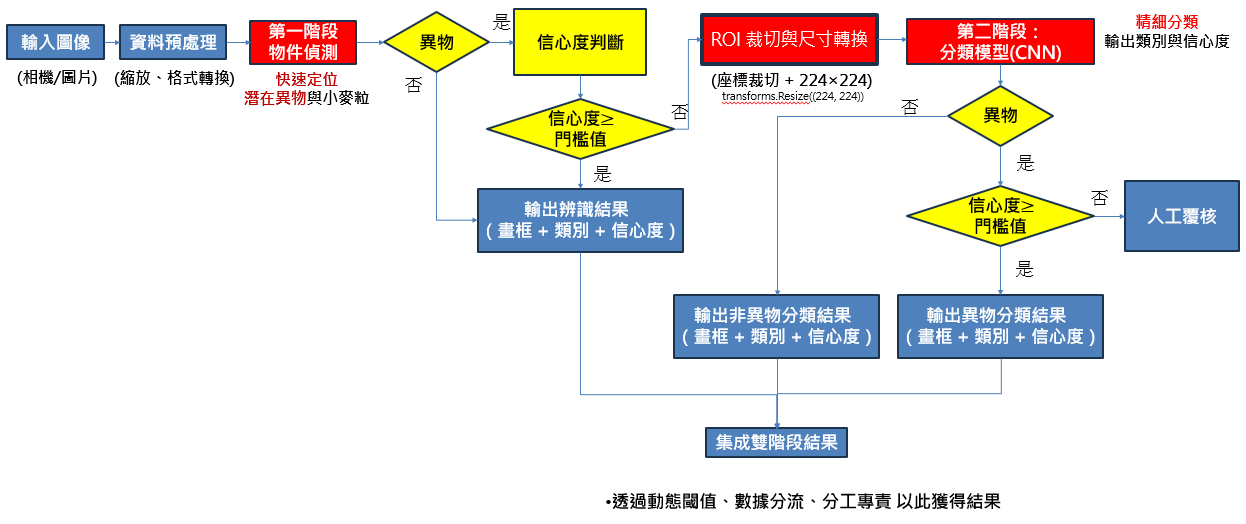 輸入圖像
(相機/圖片)
資料預處理
(縮放、格式轉換)
第一階段
物件偵測
快速定位
潛在異物與小麥粒
異物
是
否
信心度判斷
信心度≥
門檻值
否
是
輸出辨識結果
( 畫框 + 類別 + 信心度 )
ROI 裁切與尺寸轉換
(座標裁切 + 224×224)
transforms.Resize((224, 224))
第二階段：
分類模型(CNN)
精細分類
輸出類別與信心度
異物
否
是
信心度≥
門檻值
否
人工覆核
是
輸出非異物分類結果
( 畫框 + 類別 + 信心度 )
輸出異物分類結果
( 畫框 + 類別 + 信心度 )
集成雙階段結果
•透過動態閾值、數據分流、分工專責 以此獲得結果